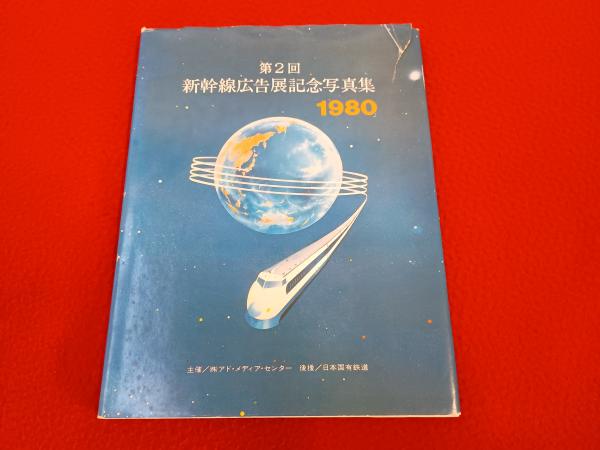 第2回
新幹線広告展記念写真集
1980
主催/㈱アド・メディア・センター 後援/日本国有鉄道